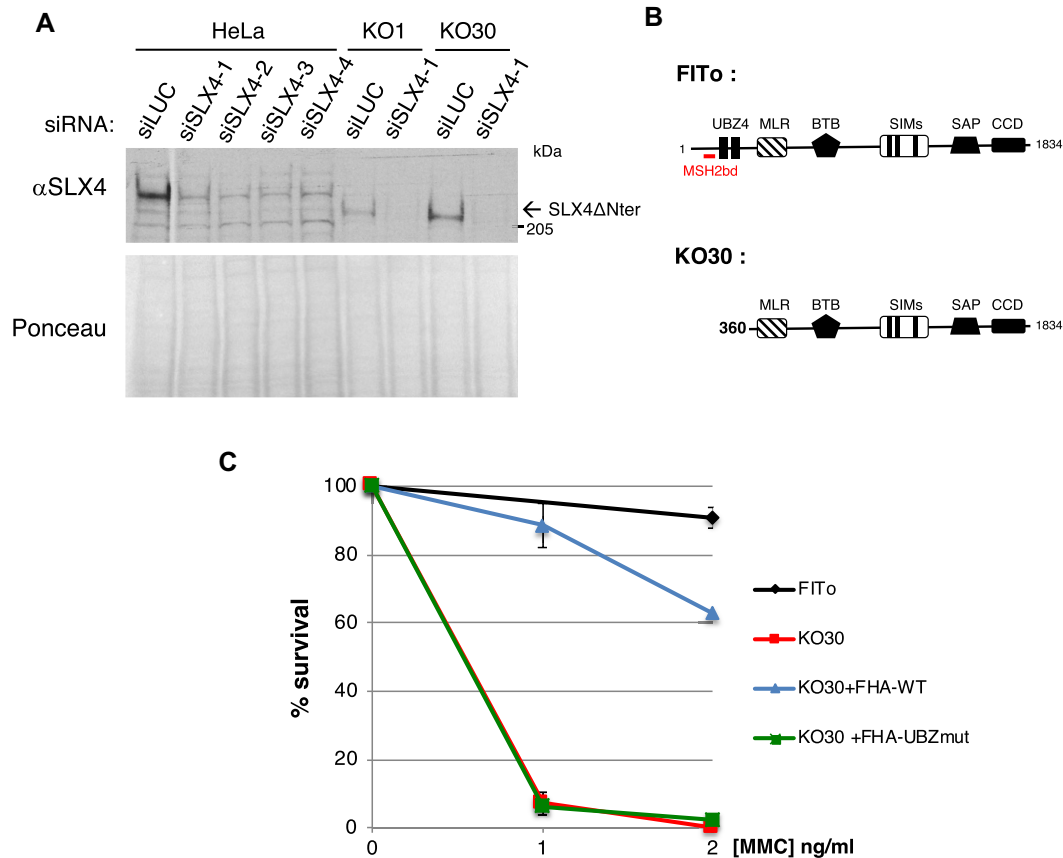 A
HeLa KO1 KO30
siRNA: siLUC siSLX4-1 siSLX4-2 siSLX4-3 siSLX4-4 siLUC siSLX4-1 siLUC siSLX4-1
kDa
αSLX4
← SLX4ΔNter
205
Ponceau
B
FITo :
UBZ4 MLR BTB SIMs SAP CCD
1 1834
MSH2bd
KO30 :
MLR BTB SIMs SAP CCD
360 1834
C
% survival
100
80
60
40
20
0
0 1 2 [MMC] ng/ml
FITo
KO30
KO30+FHA-WT
KO30 +FHA-UBZmut